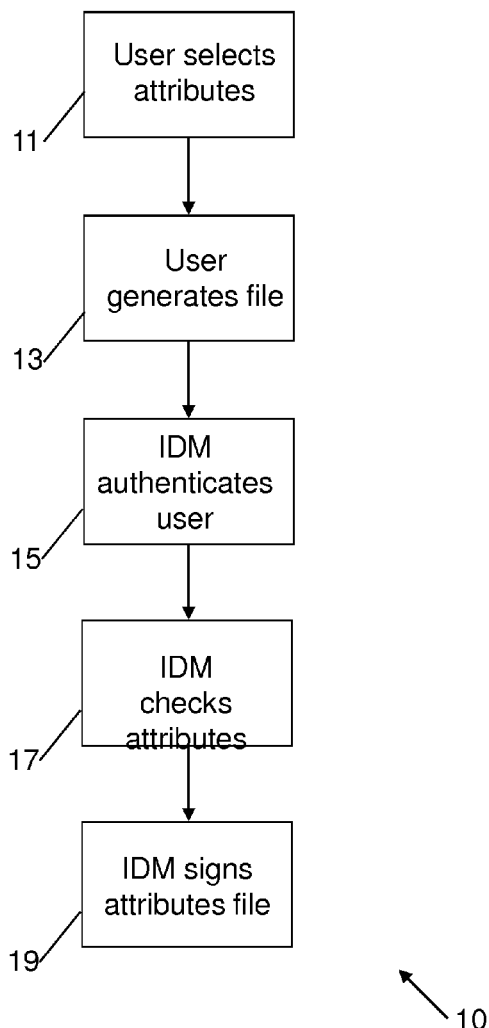 User selects
attributes
11
User
generates file
13
IDM
authenticates
user
15
IDM
checks
attributes
17
IDM signs
attributes file
19
10